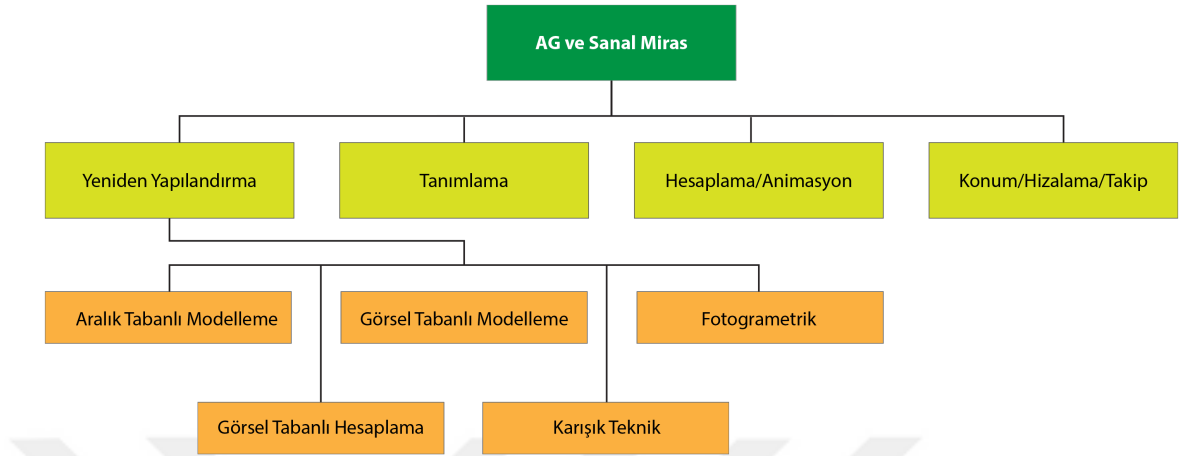 AG ve Sanal Miras
Yeniden Yapılandırma
Tanımlama
Hesaplama/Animasyon
Konum/Hizalama/Takip
Aralık Tabanlı Modelleme
Görsel Tabanlı Modelleme
Fotogrametrik
Görsel Tabanlı Hesaplama
Karışık Teknik